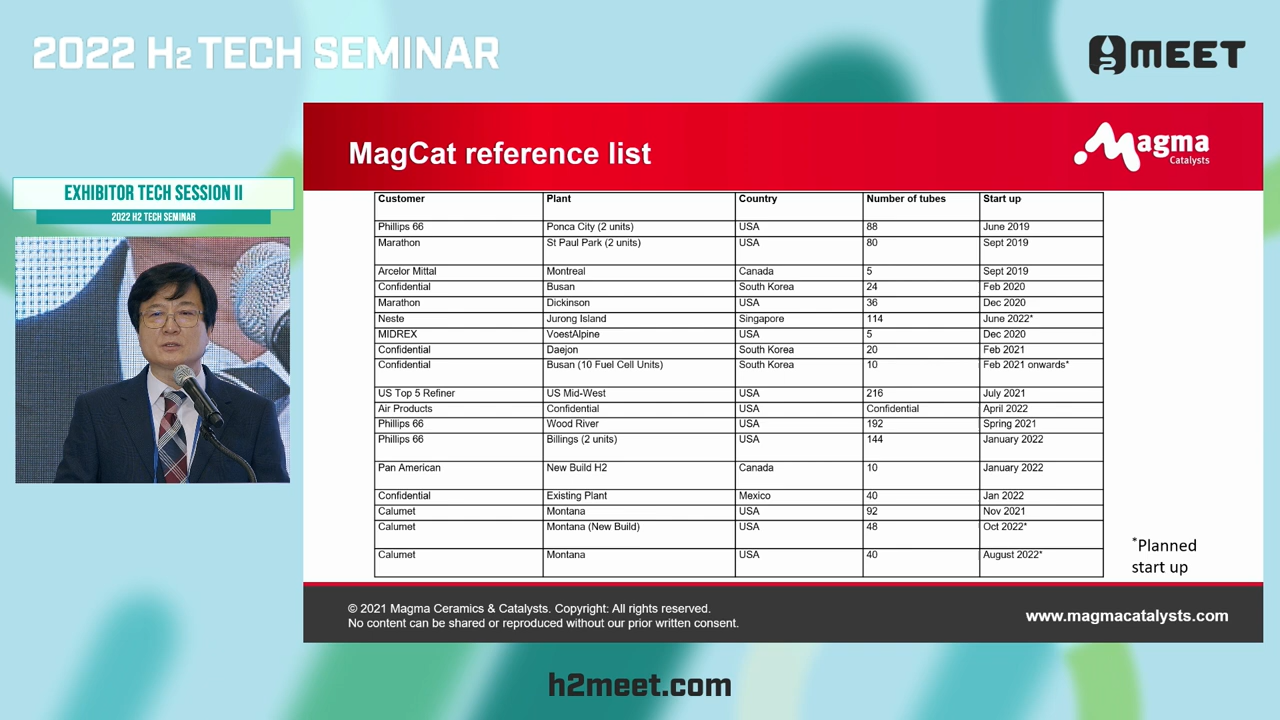 2022 H2 TECH SEMINAR
MEET
EXHIBITOR TECH SESSION II
2022 H2 TECH SEMINAR
MagCat reference list
Magma
Catalysts
Customer Plant Country Number of tubes Start up
Phillips 66 Ponca City (2 units) USA 88 June 2019
Marathon St Paul Park (2 units) USA 80 Sept 2019
Arcelor Mittal Montreal Canada 5 Sept 2019
Confidential Busan South Korea 24 Feb 2020
Marathon Dickinson USA 36 Dec 2020
Neste Jurong Island Singapore 114 June 2022*
MIDREX VoestAlpine USA 5 Dec 2020
Confidential Daejon South Korea 20 Feb 2021
Confidential Busan (10 Fuel Cell Units) South Korea 10 Feb 2021 onwards*
US Top 5 Refiner US Mid-West USA 216 July 2021
Air Products Confidential USA Confidential April 2022
Phillips 66 Wood River USA 192 Spring 2021
Phillips 66 Billings (2 units) USA 144 January 2022
Pan American New Build H2 Canada 10 January 2022
Confidential Existing Plant Mexico 40 Jan 2022
Calumet Montana USA 92 Nov 2021
Calumet Montana (New Build) USA 48 Oct 2022*
Calumet Montana USA 40 August 2022*
*Planned
start up
© 2021 Magma Ceramics & Catalysts. Copyright: All rights reserved.
No content can be shared or reproduced without our prior written consent.
www.magmacatalysts.com
h2meet.com